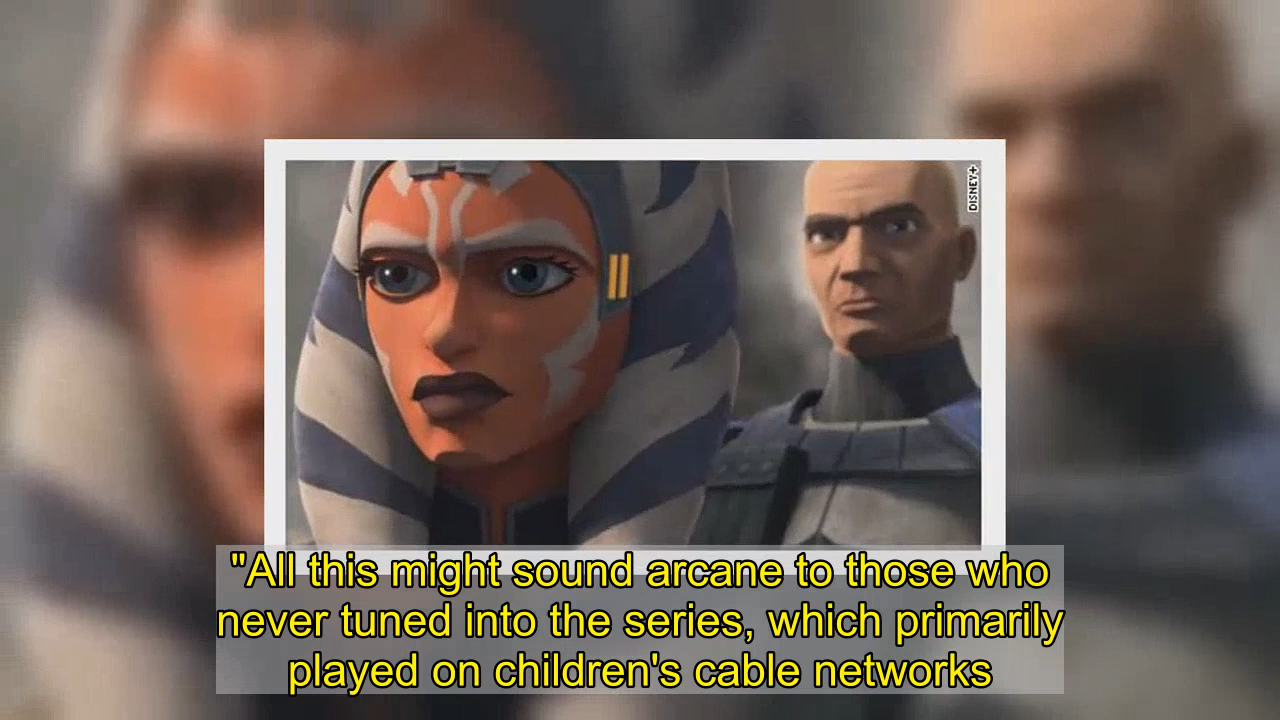 DISNEY+
"All this might sound arcane to those who
never tuned into the series, which primarily
played on children's cable networks